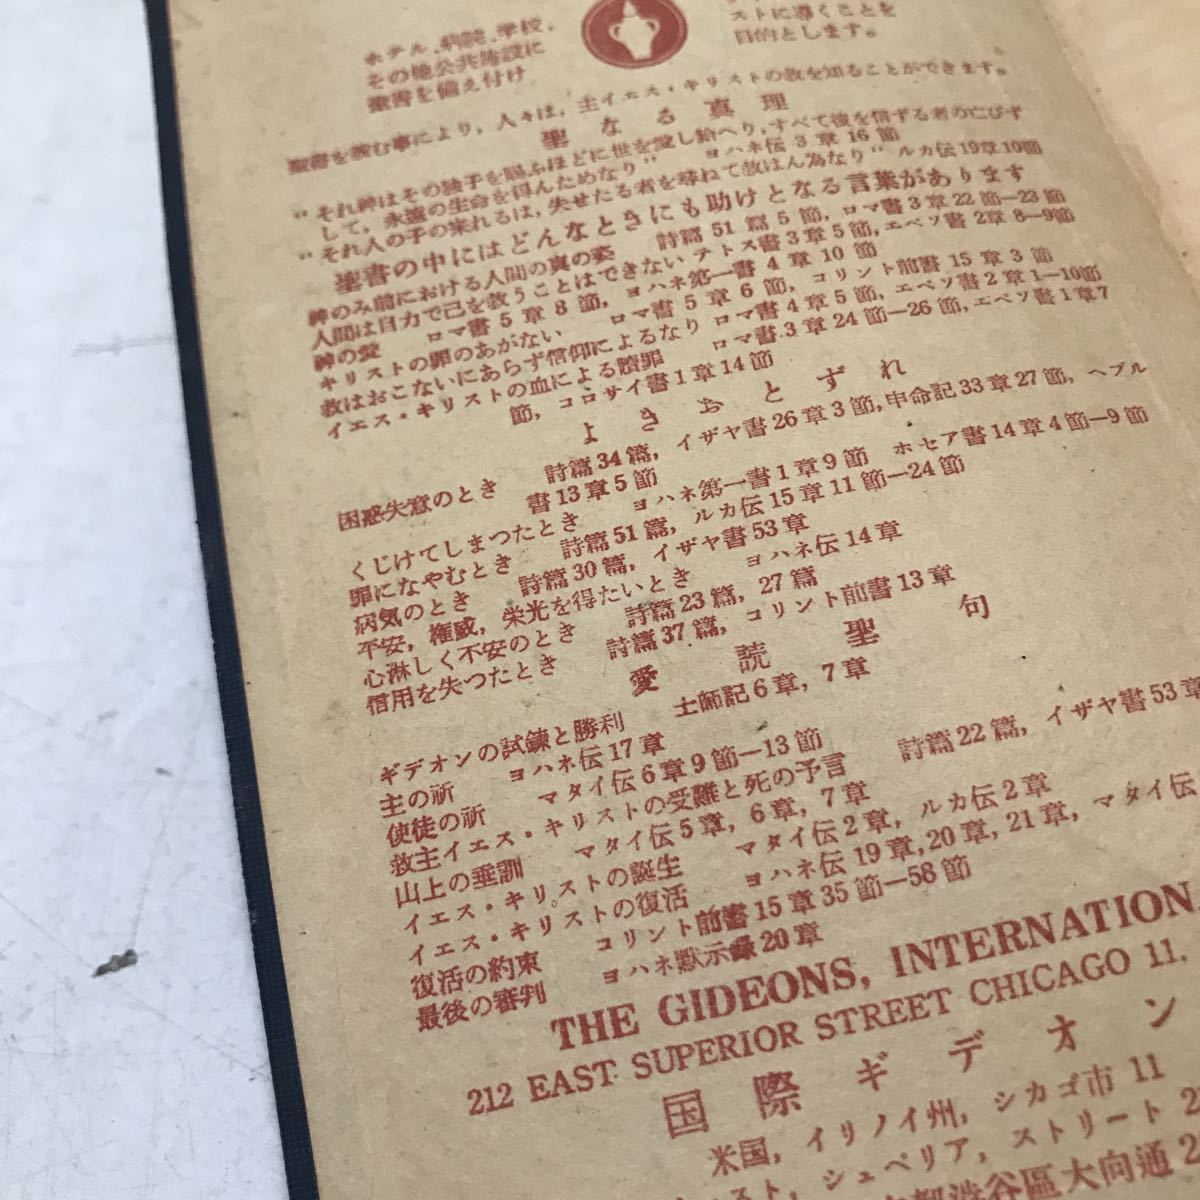 ホテル、病院、学校、
その他公共施設に
聖書を備え付け
ストに導くことを
目的とします。
聖書を読む事により，人々は，主イエス・キリストの救を知ることができます。
聖なる真理
“それ神はその独子を賜ふほどに世を愛し給へり，すべて彼を信ずる者の亡びず
して，永遠の生命を得んためなり” ヨハネ伝3章16節
“それ人の子の来れるは，失せたる者を尋ねて救はん為なり” ルカ伝19章10節
聖書の中にはどんなときにも助けとなる言葉があります
神のみ前における人間の真の姿 詩篇51篇5節，ロマ書3章22節—23節
人間は自力で己を救うことはできない テトス書3章5節，エペソ書2章8—9節
神の愛 ロマ書5章8節，ヨハネ第一書4章10節
キリストの罪のあがない ロマ書5章6節，コリント前書15章3節
救はおこないにあらず信仰によるなり ロマ書4章5節，エペソ書2章1—10節
イエス・キリストの血による贖罪 ロマ書3章24節—26節，エペソ書1章7
節，コロサイ書1章14節
よきおとずれ
困惑失意のとき 詩篇34篇，イザヤ書26章3節，申命記33章27節，ヘブル
書13章5節
くじけてしまつたとき ヨハネ第一書1章9節 ホセア書14章4節—9節
罪になやむとき 詩篇51篇，ルカ伝15章11節—24節
病気のとき 詩篇30篇，イザヤ書53章
平安，権威，栄光を得たいとき ヨハネ伝14章
心淋しく不安のとき 詩篇23篇，27篇
信用を失つたとき 詩篇37篇，コリント前書13章
愛読聖句
ギデオンの試錬と勝利 士師記6章，7章
主の祈 ヨハネ伝17章
使徒の祈 マタイ伝6章9節—13節
救主イエス・キリストの受難と死の予言 詩篇22篇，イザヤ書53章
山上の垂訓 マタイ伝5章，6章，7章
イエス・キリストの誕生 マタイ伝2章，ルカ伝2章
イエス・キリストの復活 ヨハネ伝19章,20章,21章，マタイ伝
復活の約束 コリント前書15章35節—58節
最後の審判 ヨハネ黙示録20章
THE GIDEONS, INTERNATION
212 EAST SUPERIOR STREET CHICAGO 11,
国際ギデオン
米国，イリノイ州，シカゴ市11
スト，シュペリア，ストリート2
都渋谷區大向通2